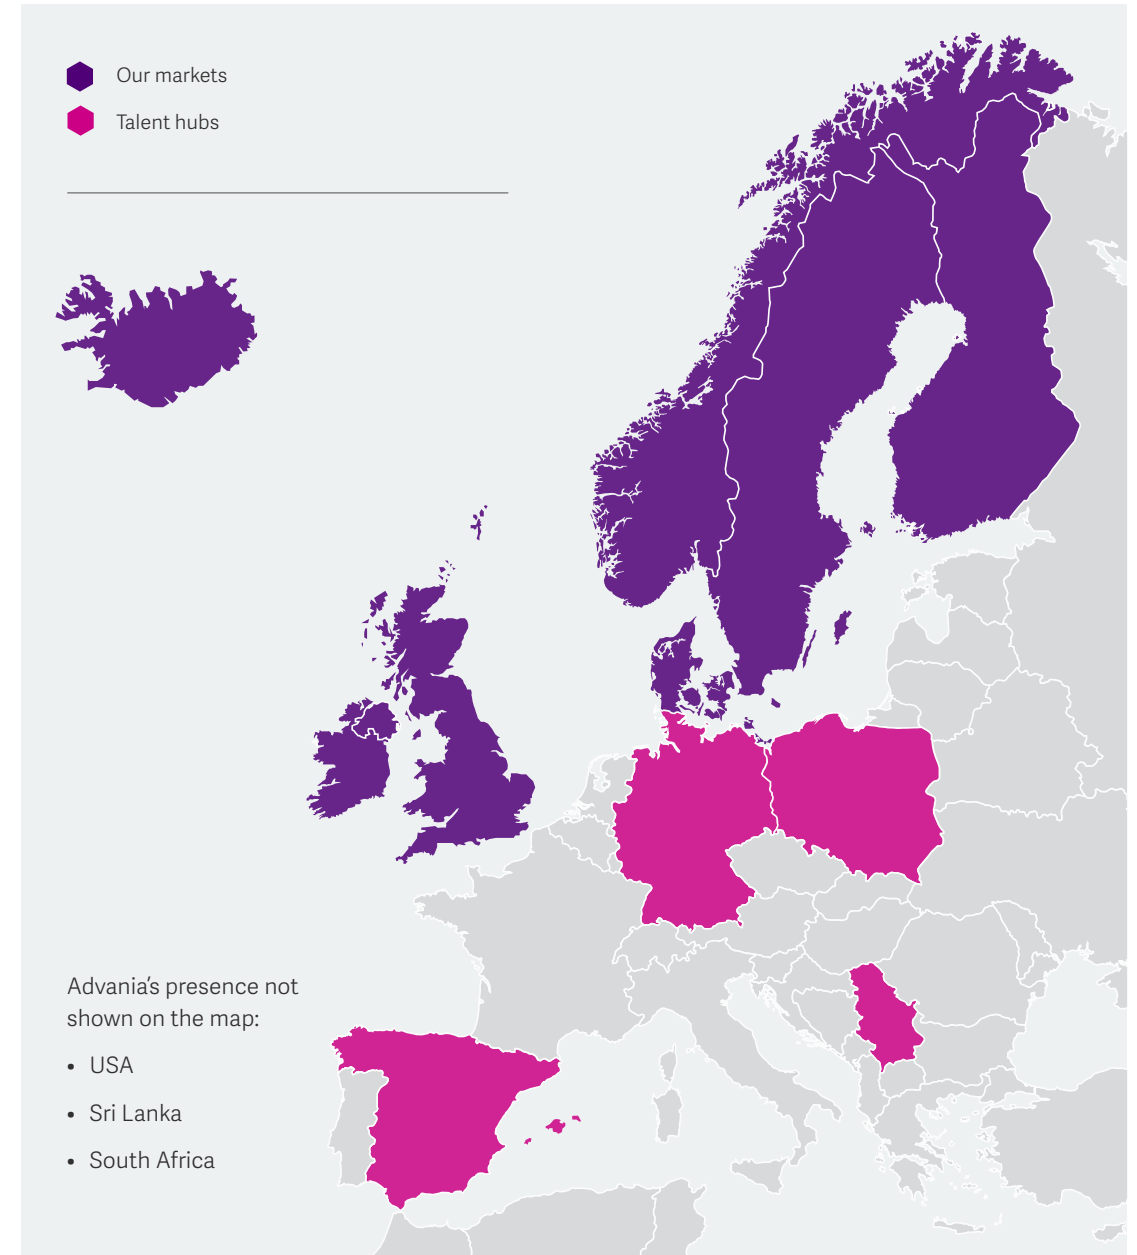 Our markets
Talent hubs
Advania’s presence not
shown on the map:
• USA
• Sri Lanka
• South Africa